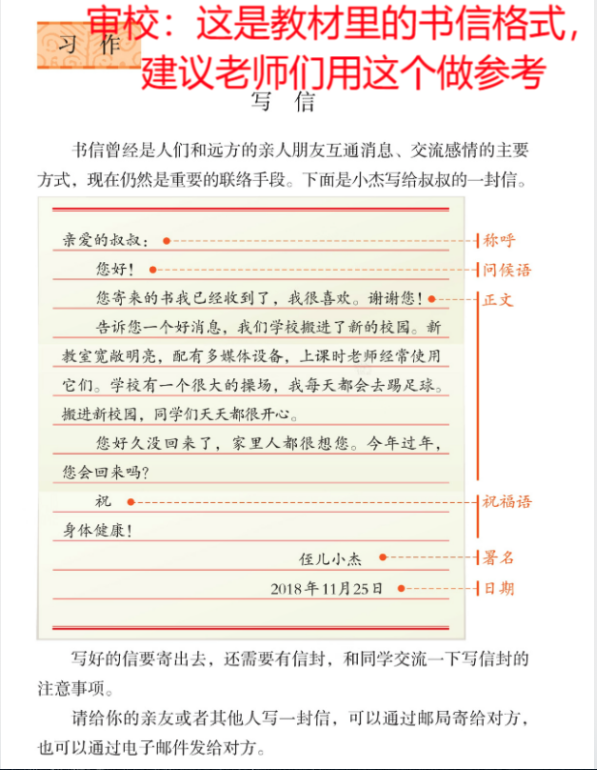 审校：这是教材里的书信格式，
建议老师们用这个做参考
习 作
写 信
书信曾经是人们和远方的亲人朋友互通消息、交流感情的主要
方式，现在仍然是重要的联络手段。下面是小杰写给叔叔的一封信。
亲爱的叔叔： 称呼
您好！ 问候语
您寄来的书我已经收到了，我很喜欢。谢谢您！ 正文
告诉您一个好消息，我们学校搬进了新的校园。新
教室宽敞明亮，配有多媒体设备，上课时老师经常使用
它们。学校有一个很大的操场，我每天都会去踢足球。
搬进新校园，同学们天天都很开心。
您好久没回来了，家里人都很想您。今年过年，
您会回来吗？
祝 祝福语
身体健康！
侄儿小杰 署名
2018年11月25日 日期
写好的信要寄出去，还需要有信封，和同学交流一下写信封的
注意事项。
请给你的亲友或者其他人写一封信，可以通过邮局寄给对方，
也可以通过电子邮件发给对方。